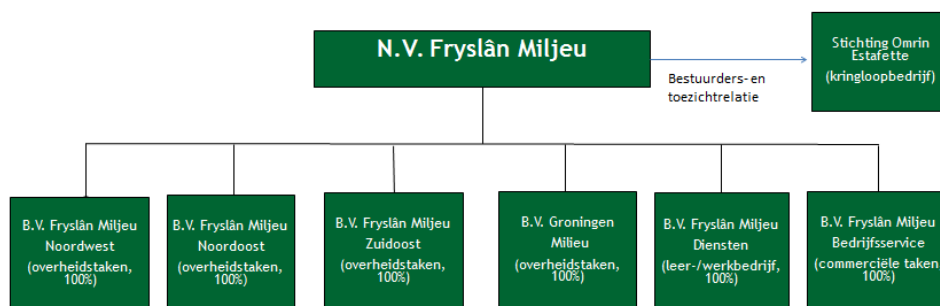 N.V. Fryslân Miljeu
Stichting Omrin
Estafette
(kringloopbedrijf)
Bestuurders- en
toezichtrelatie
B.V. Fryslân Miljeu
Noordwest
(overheidstaken,
100%)
B.V. Fryslân Miljeu
Noordoost
(overheidstaken,
100%)
B.V. Fryslân Miljeu
Zuidoost
(overheidstaken,
100%)
B.V. Groningen
Milieu
(overheidstaken,
100%)
B.V. Fryslân Miljeu
Diensten
(leer-/werkbedrijf,
100%)
B.V. Fryslân Miljeu
Bedrijfsservice
(commerciële taken
100%)